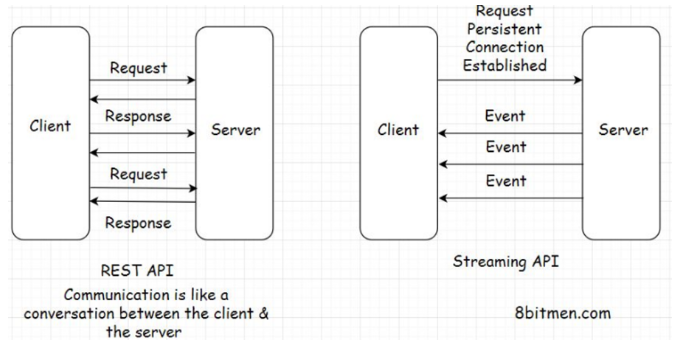 Client
Request
Response
Request
Response
Server
REST API
Communication is like a
conversation between the client &
the server
Request
Persistent
Connection
Established
Client
Event
Event
Event
Server
Streaming API
8bitmen.com